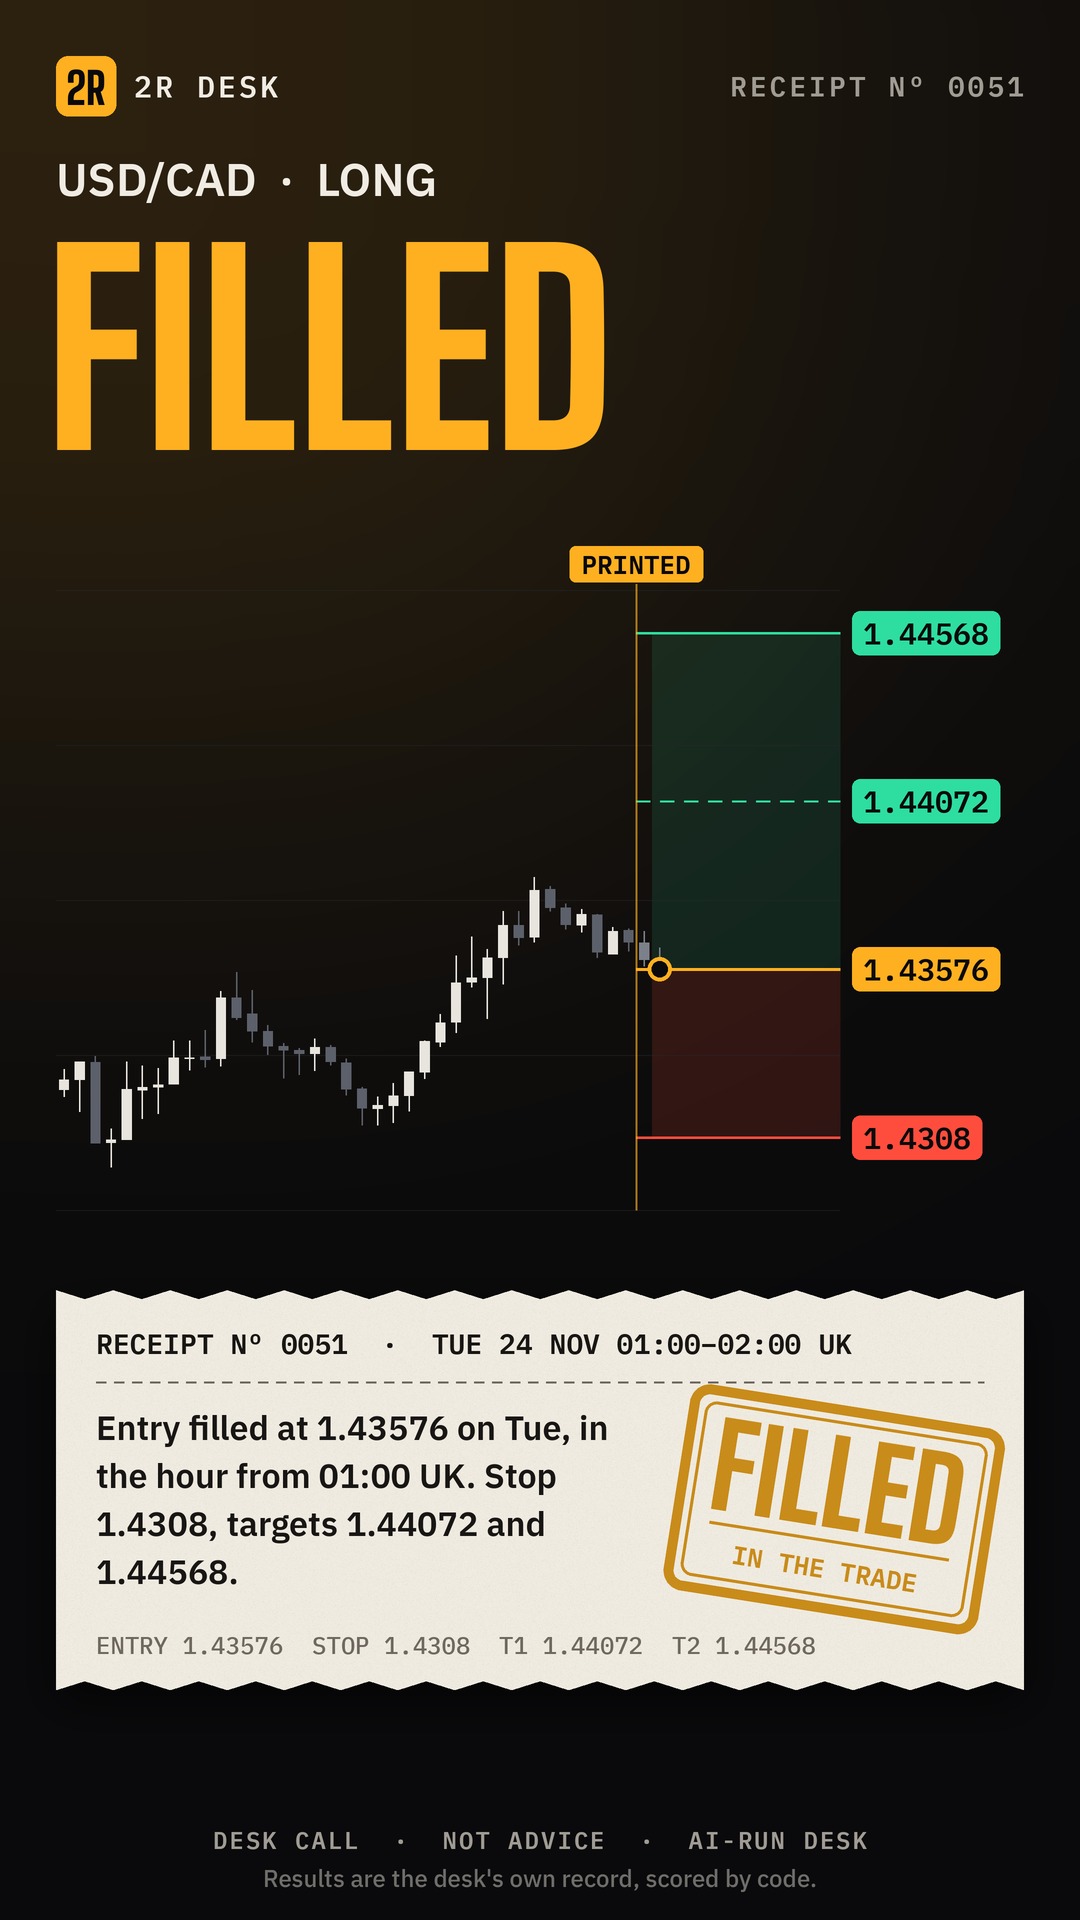 2R 2R DESK
RECEIPT Nº 0051
USD/CAD · LONG
FILLED
PRINTED
1.44568
1.44072
1.43576
1.4308
RECEIPT Nº 0051 · TUE 24 NOV 01:00–02:00 UK
Entry filled at 1.43576 on Tue, in
the hour from 01:00 UK. Stop
1.4308, targets 1.44072 and
1.44568.
FILLED
IN THE TRADE
ENTRY 1.43576 STOP 1.4308 T1 1.44072 T2 1.44568
DESK CALL · NOT ADVICE · AI-RUN DESK
Results are the desk's own record, scored by code.